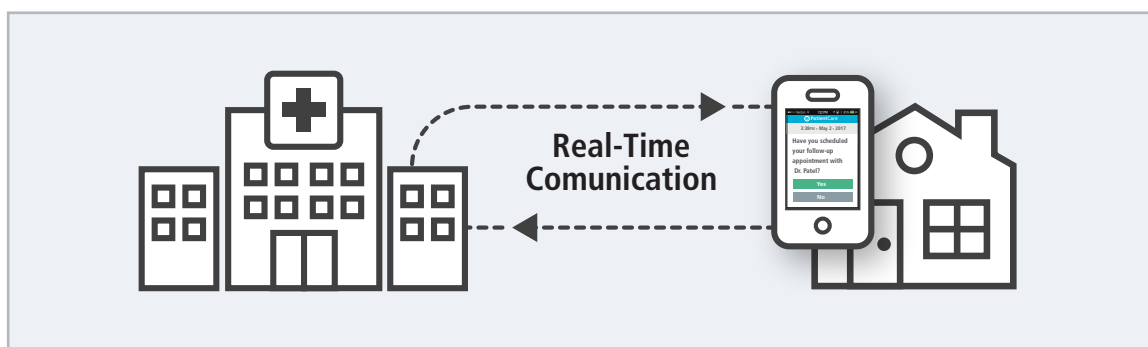 Real-Time
Comunication
PatientCare
3:30PM - May 2 - 2017
Have you scheduled
your follow-up
appointment with
Dr. Patel?
Yes
No